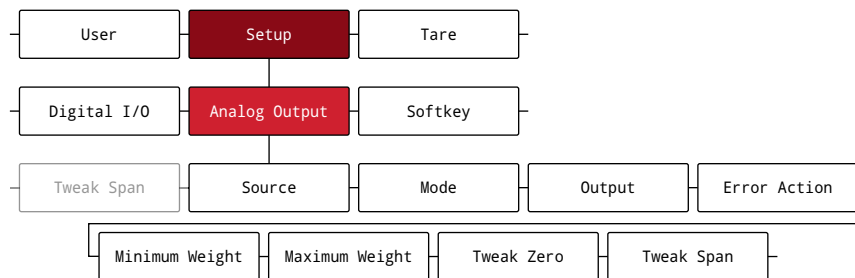 User Setup Tare
Digital I/O Analog Output Softkey
Tweak Span Source Mode Output Error Action
Minimum Weight Maximum Weight Tweak Zero Tweak Span